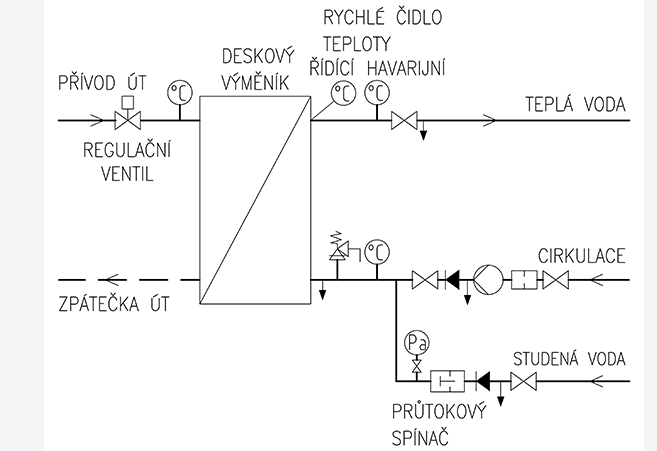 RYCHLÉ ČIDLO
TEPLOTY
ŘÍDÍCÍ HAVARIJNÍ
DESKOVÝ
VÝMĚNÍK
PŘÍVOD ÚT
°C
°C
°C
TEPLÁ VODA
REGULAČNÍ
VENTIL
°C
CIRKULACE
ZPÁTEČKA ÚT
Pa
STUDENÁ VODA
PRŮTOKOVÝ
SPÍNAČ